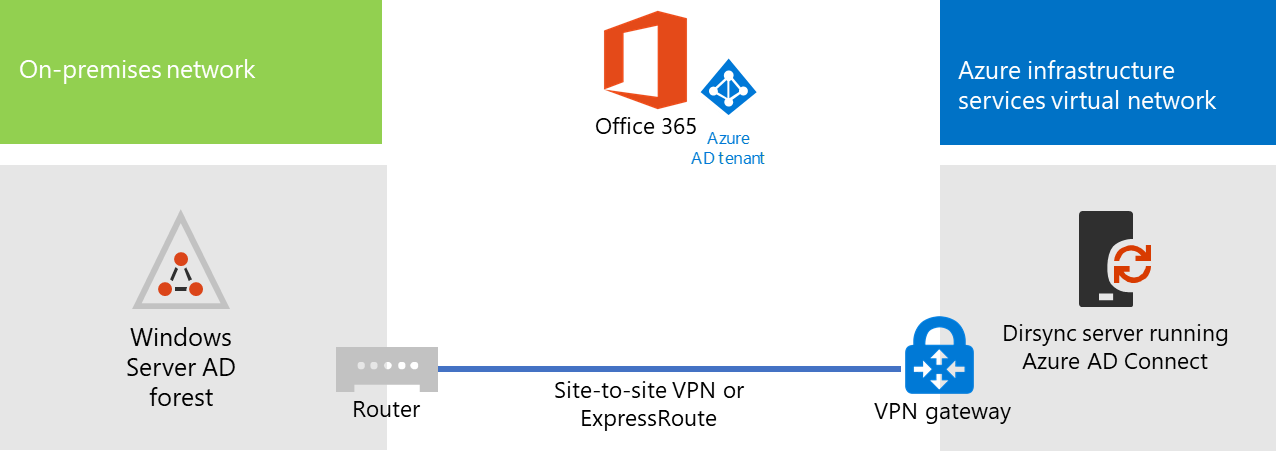 On-premises network
Office 365
Azure
AD tenant
Azure infrastructure
services virtual network
Windows
Server AD
forest
Router
Site-to-site VPN or
ExpressRoute
VPN gateway
Dirsync server running
Azure AD Connect